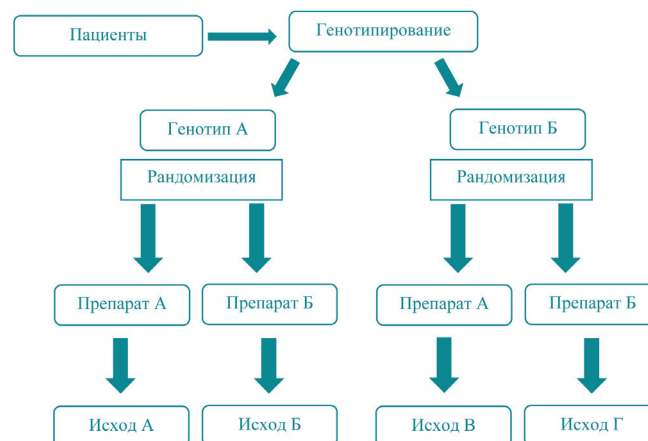 Пациенты
Генотипирование
Генотип А
Генотип Б
Рандомизация
Рандомизация
Препарат А
Препарат Б
Препарат А
Препарат Б
Исход А
Исход Б
Исход В
Исход Г